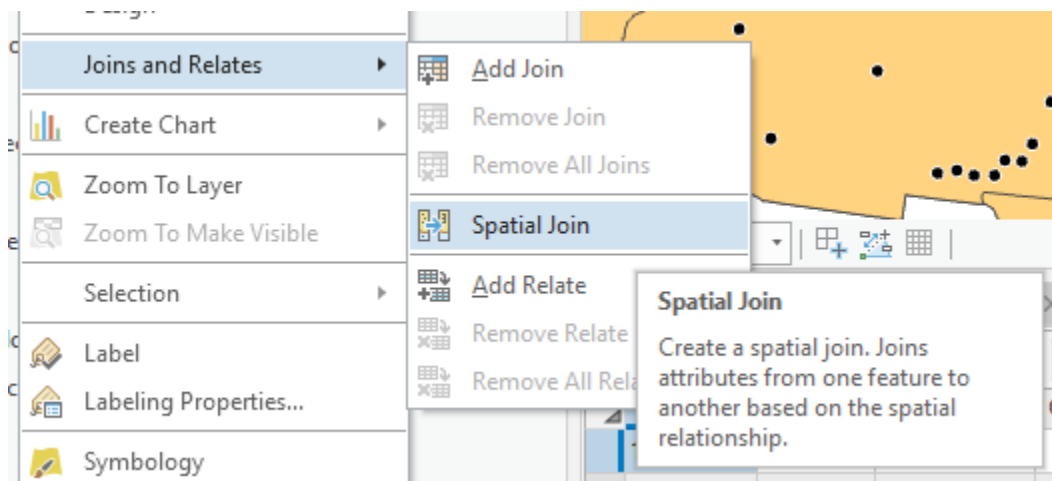 Design
Joins and Relates
Create Chart
Zoom To Layer
Zoom To Make Visible
Selection
Label
Labeling Properties...
Symbology
Add Join
Remove Join
Remove All Joins
Spatial Join
Add Relate
Remove Relate
Remove All Rela
Spatial Join
Create a spatial join. Joins
attributes from one feature to
another based on the spatial
relationship.